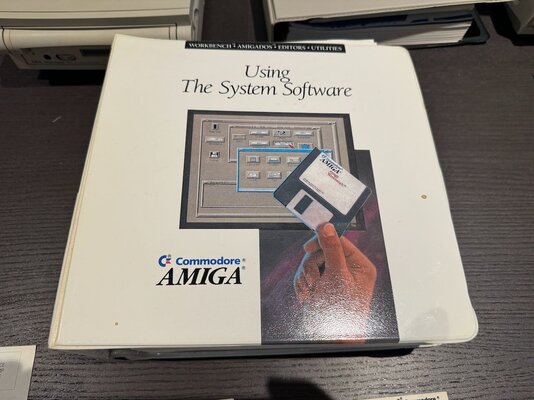 WORKBENCH • AMIGADOS • EDITORS • UTILITIES
Using
The System Software
AMIGA
Commodore®
AMIGA®